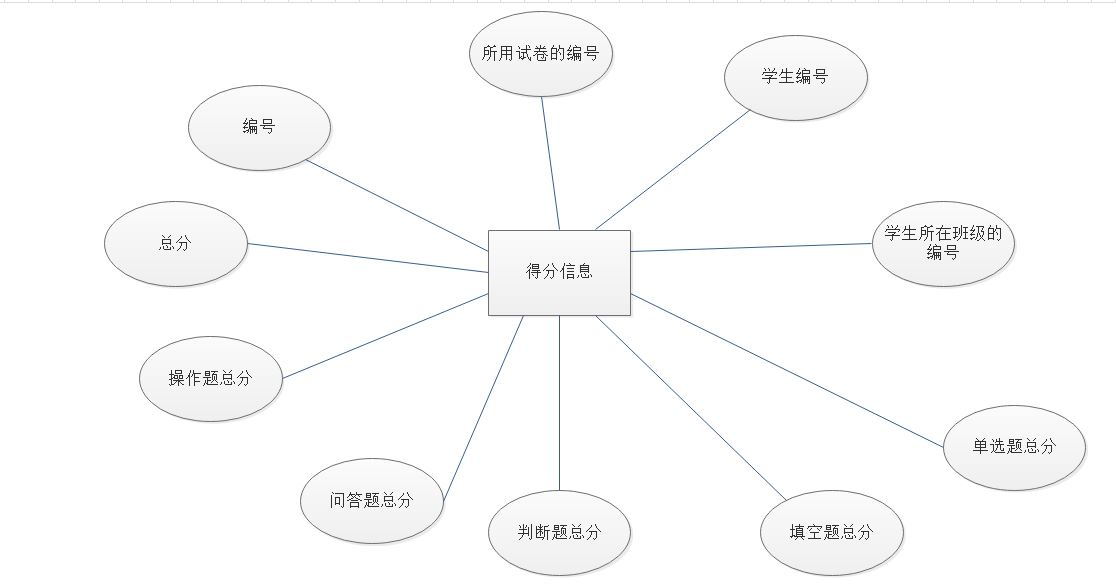 所用试卷的编号
学生编号
编号
总分
学生所在班级的
编号
得分信息
操作题总分
单选题总分
问答题总分
判断题总分
填空题总分